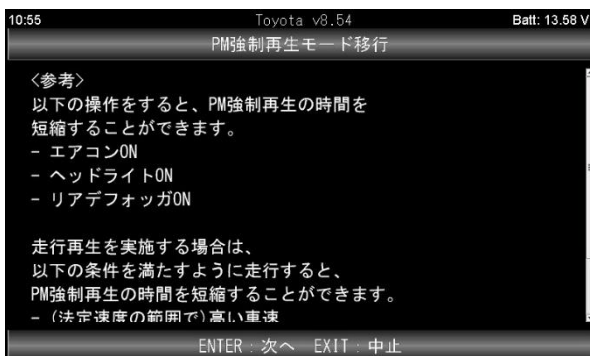 10:55 Toyota v8.54 Batt: 13.58 V
PM強制再生モード移行
<参考>
以下の操作をすると、PM強制再生の時間を
短縮することができます。
- エアコンON
- ヘッドライトON
- リアデフォッガON
走行再生を実施する場合は、
以下の条件を満たすように走行すると、
PM強制再生の時間を短縮することができます。
- (法定速度の範囲で)高い車速
ENTER：次へ EXIT：中止